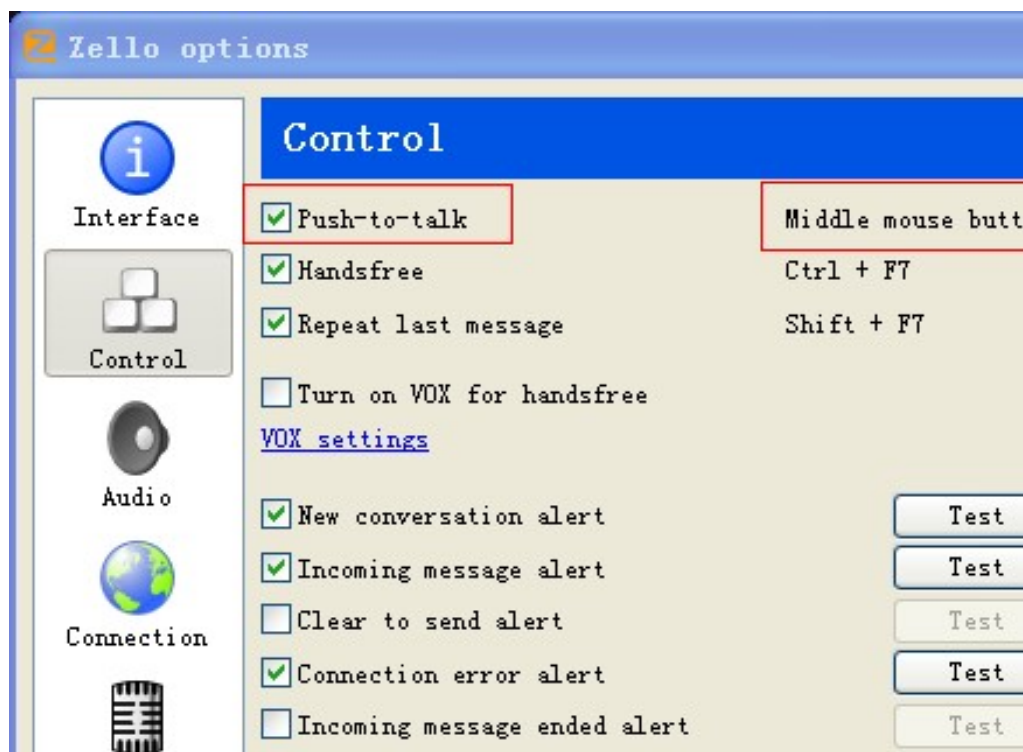 Zello options
Control
Interface
Push-to-talk Middle mouse butt
Handsfree Ctrl + F7
Control
Repeat last message Shift + F7
Turn on VOX for handsfree
VOX settings
Audio
New conversation alert Test
Incoming message alert Test
Connection
Clear to send alert Test
Connection error alert Test
Incoming message ended alert Test